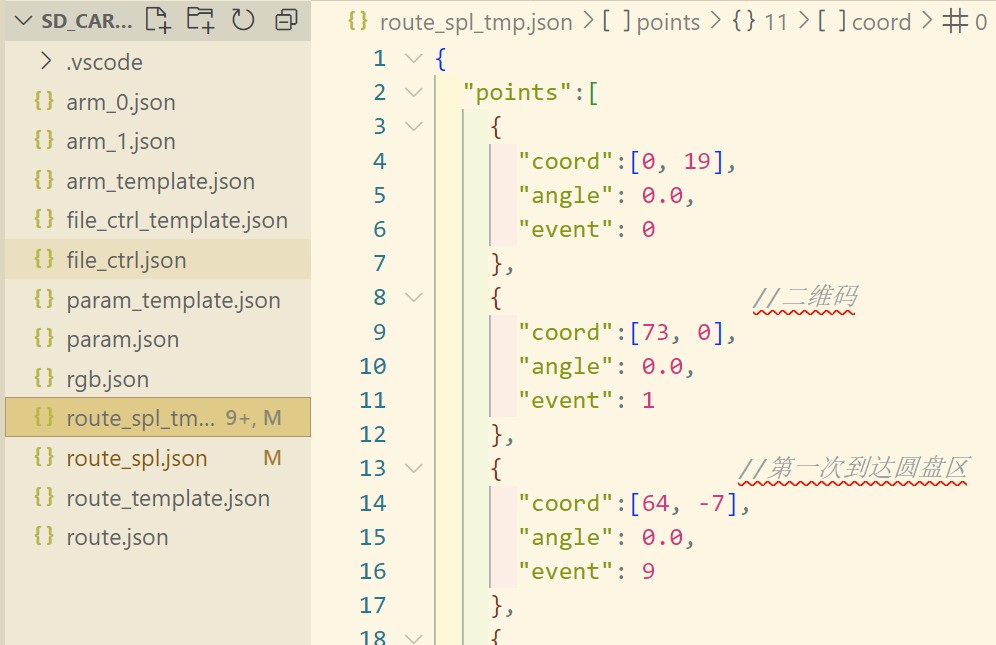 SD_CAR...
.vscode
{} arm_0.json
{} arm_1.json
{} arm_template.json
{} file_ctrl_template.json
{} file_ctrl.json
{} param_template.json
{} param.json
{} rgb.json
{} route_spl_tm... 9+, M
{} route_spl.json M
{} route_template.json
{} route.json
{} route_spl_tmp.json > [ ] points > {} 11 > [ ] coord > # 0
1 {
2 "points":[
3 {
4 "coord":[0, 19],
5 "angle": 0.0,
6 "event": 0
7 },
8 { //二维码
9 "coord":[73, 0],
10 "angle": 0.0,
11 "event": 1
12 },
13 { //第一次到达圆盘区
14 "coord":[64, -7],
15 "angle": 0.0,
16 "event": 9
17 },
18 {